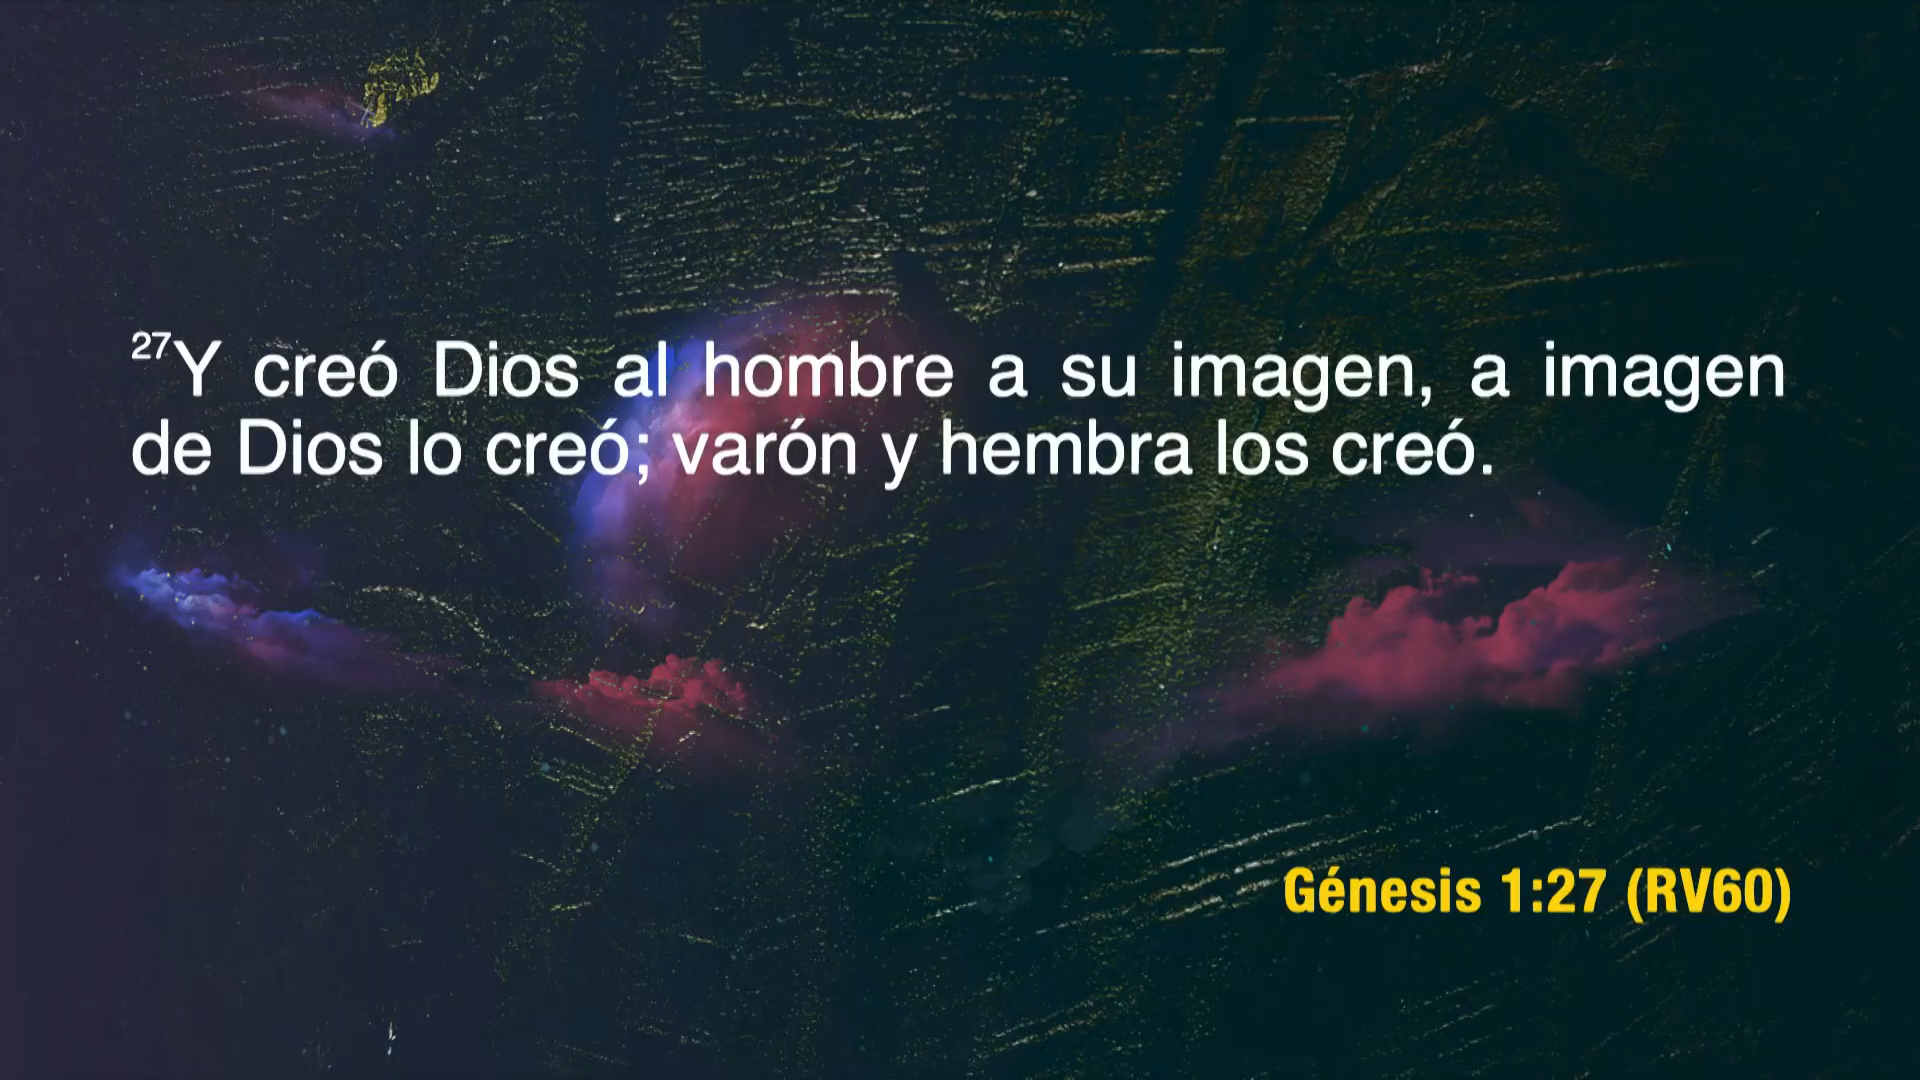 27Y creó Dios al hombre a su imagen, a imagen
de Dios lo creó; varón y hembra los creó.
Génesis 1:27 (RV60)